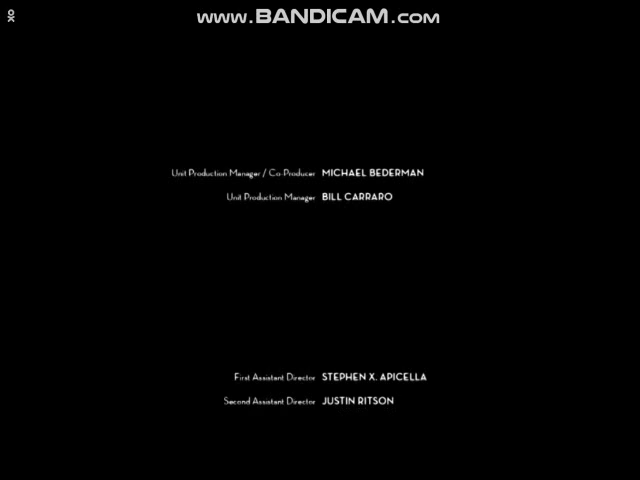 www.BANDICAM.com
XO
Unit Production Manager / Co-Producer MICHAEL BEDERMAN
Unit Production Manager BILL CARRARO
First Assistant Director STEPHEN X. APICELLA
Second Assistant Director JUSTIN RITSON